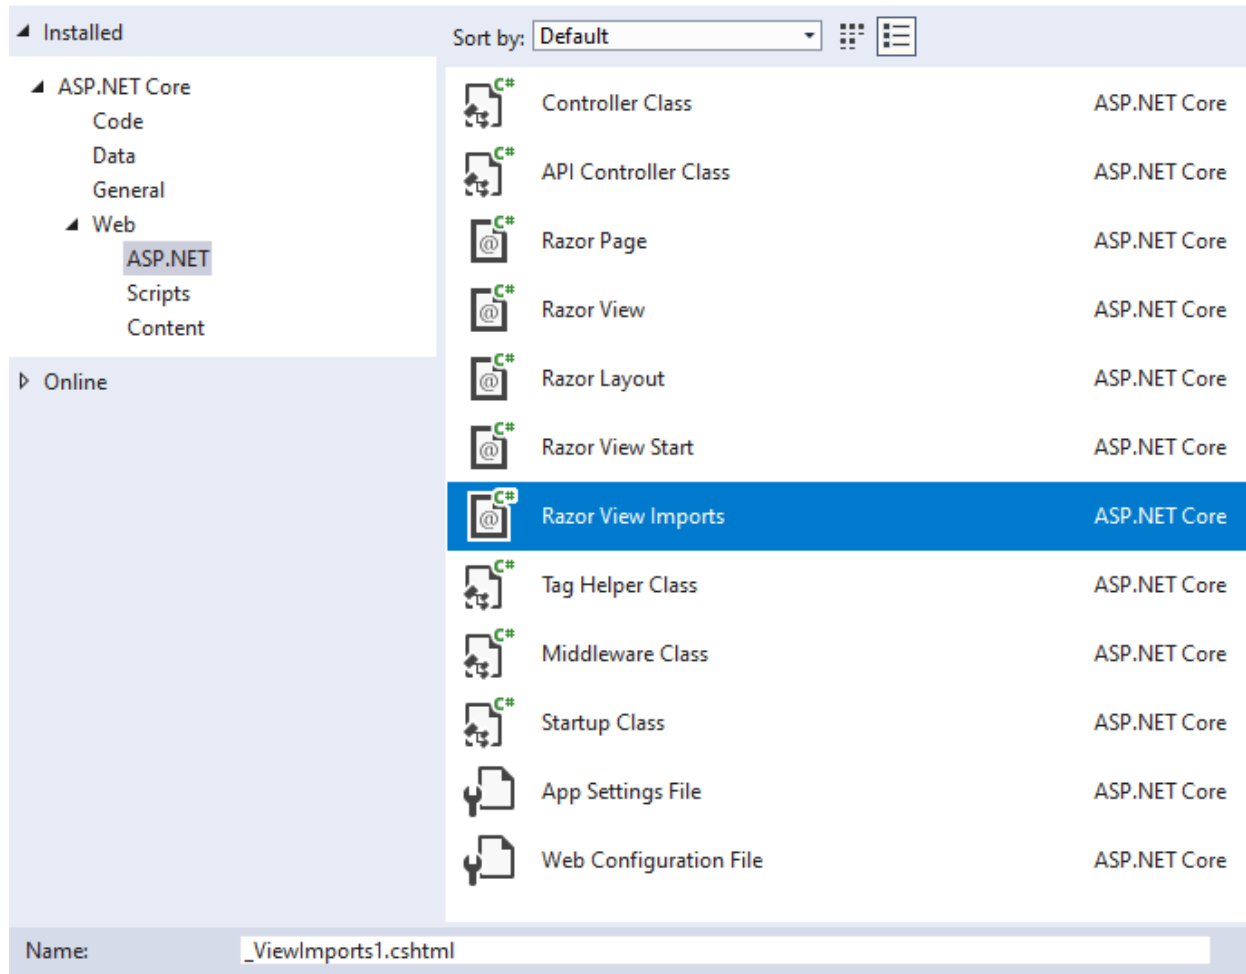 Installed
ASP.NET Core
Code
Data
General
Web
ASP.NET
Scripts
Content
Online
Sort by: Default
C# Controller Class ASP.NET Core
C# API Controller Class ASP.NET Core
C# @ Razor Page ASP.NET Core
C# @ Razor View ASP.NET Core
C# @ Razor Layout ASP.NET Core
C# @ Razor View Start ASP.NET Core
C# @ Razor View Imports ASP.NET Core
C# Tag Helper Class ASP.NET Core
C# Middleware Class ASP.NET Core
C# Startup Class ASP.NET Core
App Settings File ASP.NET Core
Web Configuration File ASP.NET Core
Name: _ViewImports1.cshtml